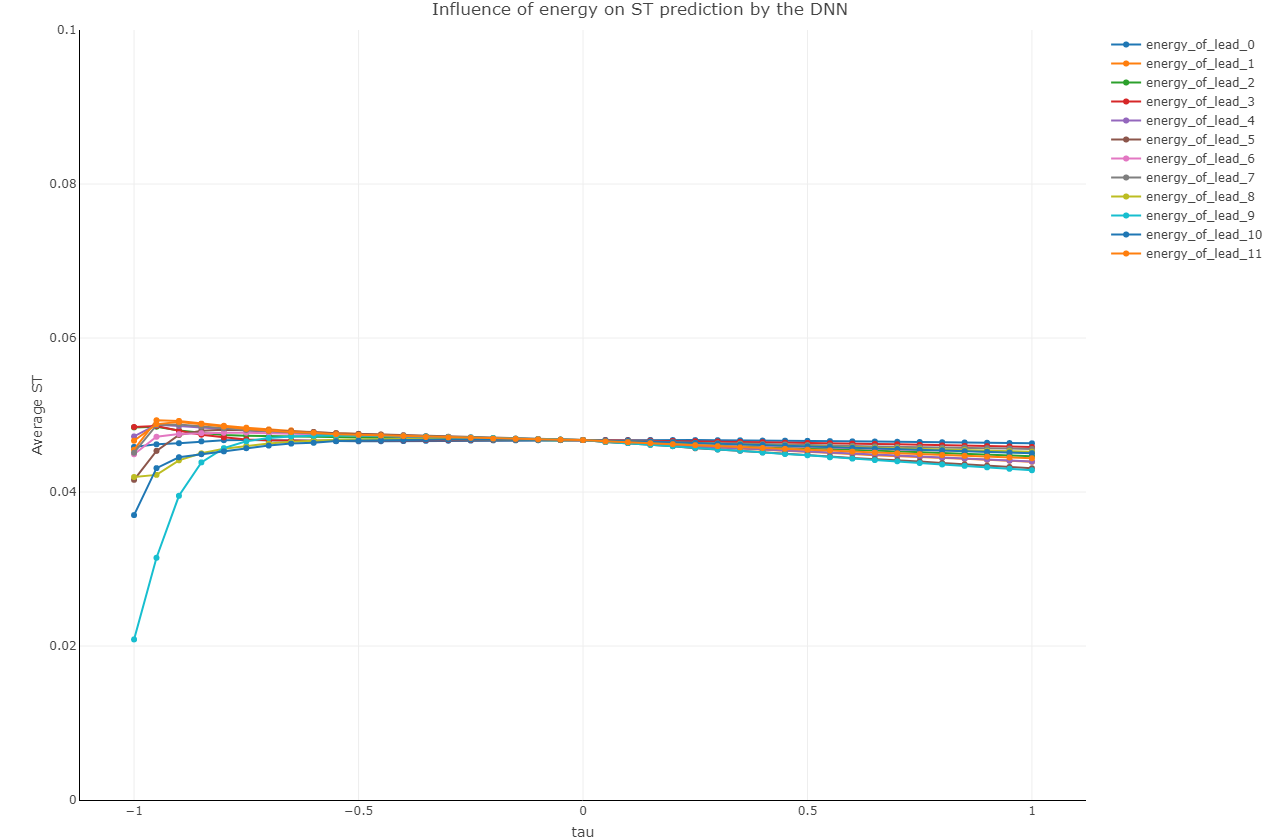 Influence of energy on ST prediction by the DNN
0.1
0.08
0.06
0.04
0.02
0
Average ST
−1
−0.5
0
0.5
1
tau
energy_of_lead_0
energy_of_lead_1
energy_of_lead_2
energy_of_lead_3
energy_of_lead_4
energy_of_lead_5
energy_of_lead_6
energy_of_lead_7
energy_of_lead_8
energy_of_lead_9
energy_of_lead_10
energy_of_lead_11